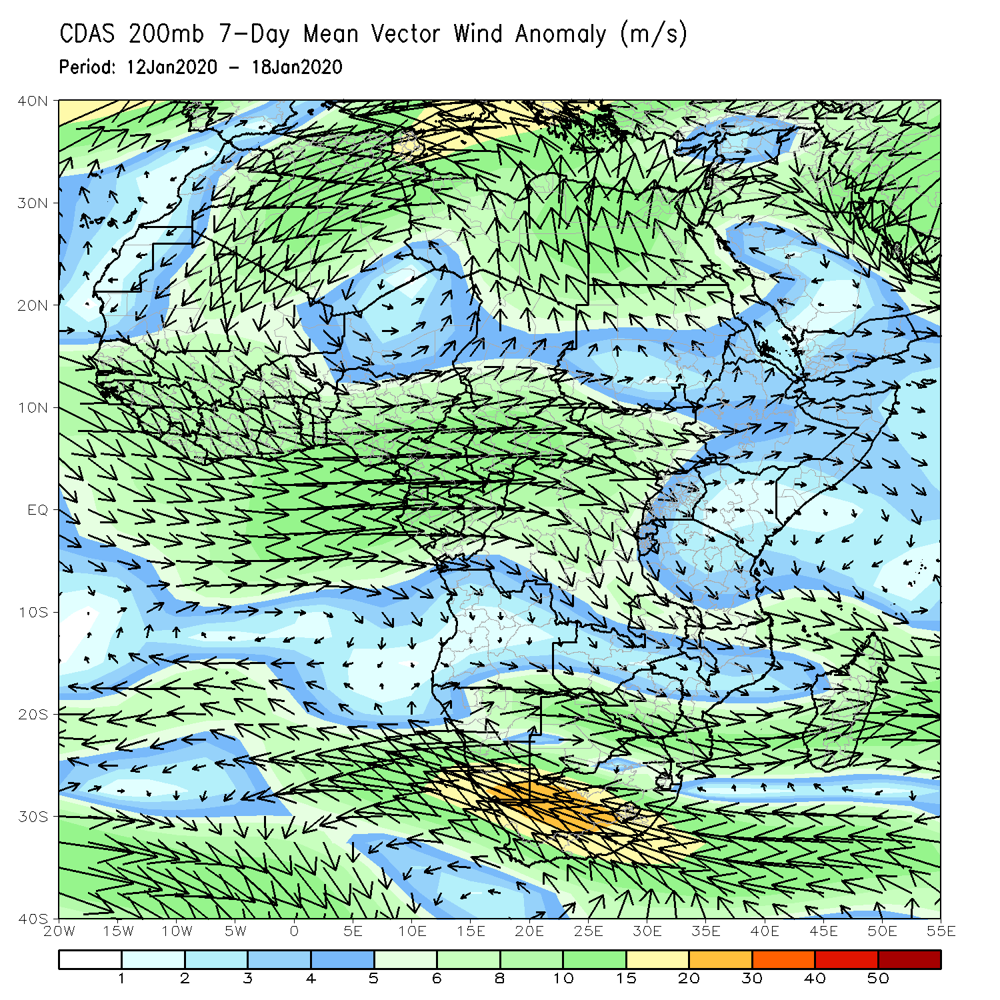 CDAS 200mb 7-Day Mean Vector Wind Anomaly (m/s)
Period: 12Jan2020 - 18Jan2020
40N
30N
20N
10N
EQ
10S
20S
30S
40S
20W 15W 10W 5W 0 5E 10E 15E 20E 25E 30E 35E 40E 45E 50E 55E
1 2 3 4 5 6 8 10 15 20 30 40 50